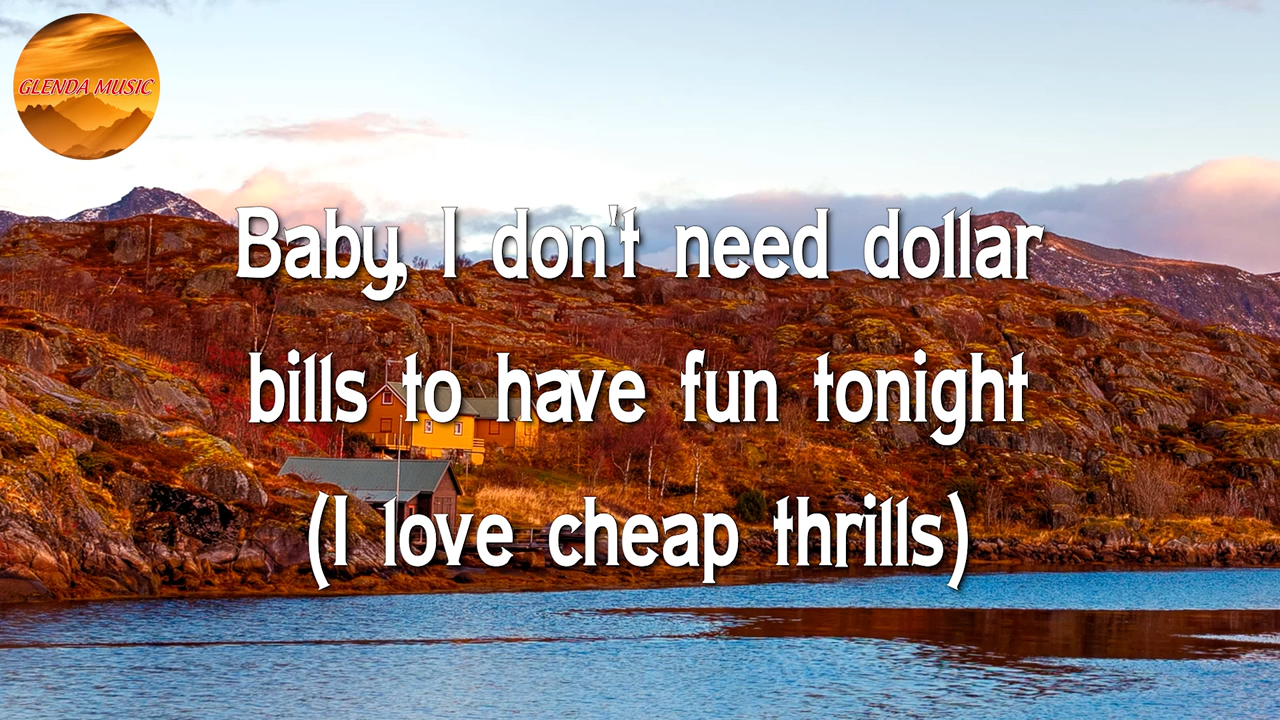 GLENDA MUSIC
Baby, I don't need dollar
bills to have fun tonight
(I love cheap thrills)